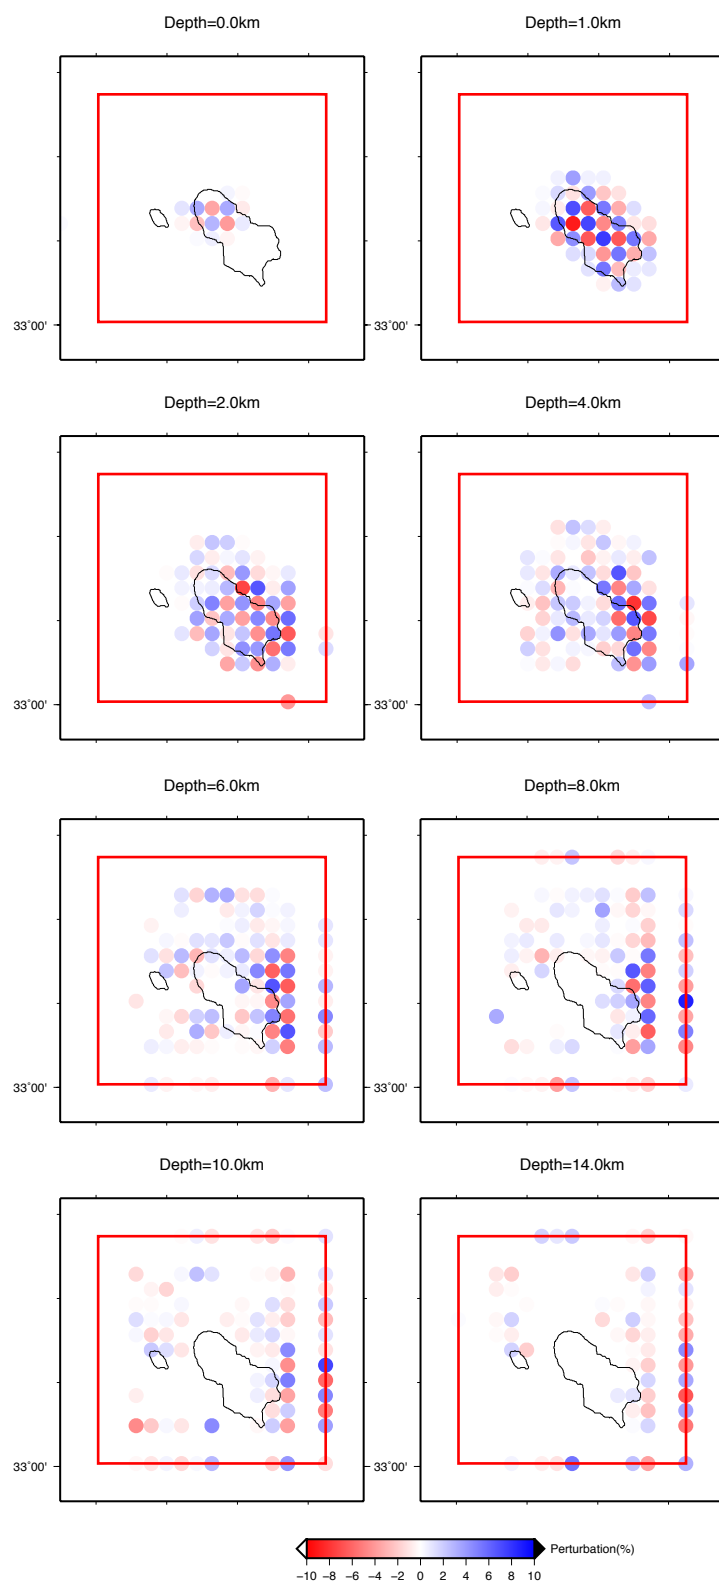 Depth=0.0km
Depth=1.0km
33˚00'
33˚00'
Depth=2.0km
Depth=4.0km
33˚00'
33˚00'
Depth=6.0km
Depth=8.0km
33˚00'
33˚00'
Depth=10.0km
Depth=14.0km
33˚00'
33˚00'
Perturbation(%)
−10 −8 −6 −4 −2 0 2 4 6 8 10